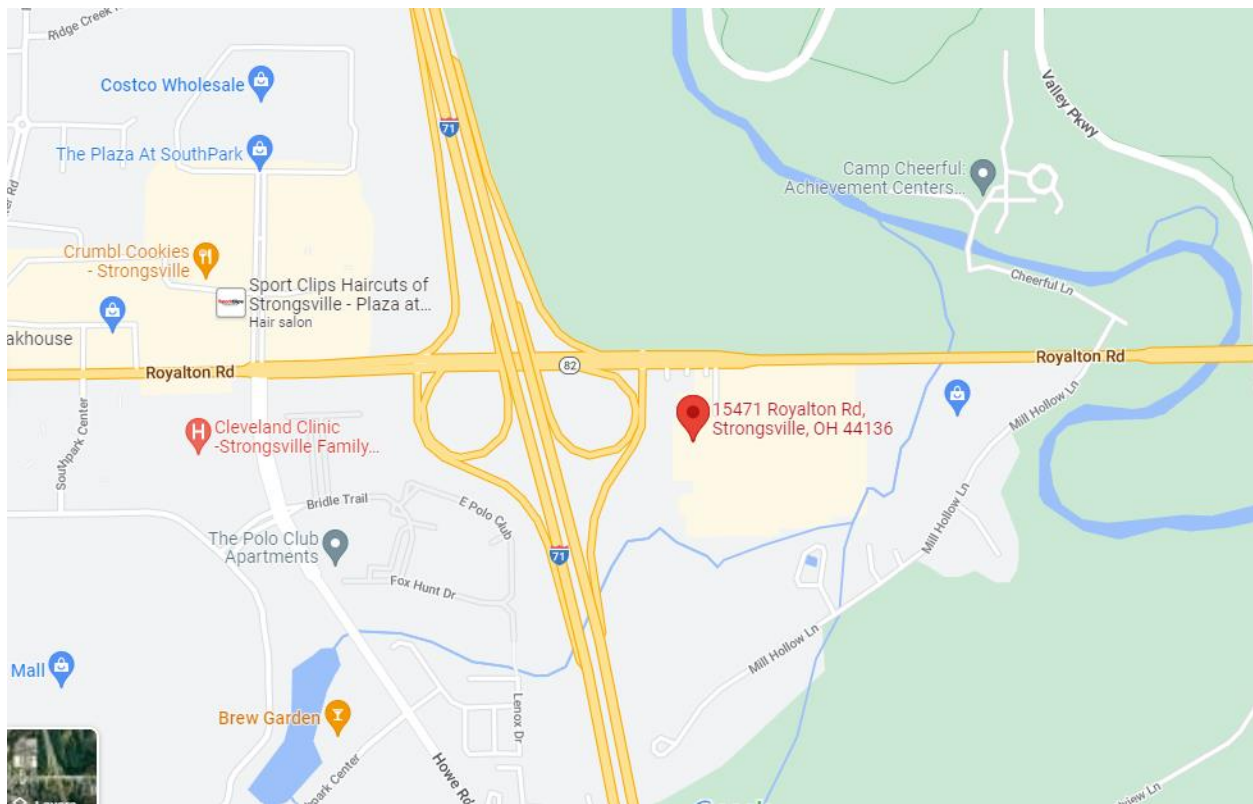 Ridge Creek Rd
Costco Wholesale
71
Valley Pkwy
The Plaza At SouthPark
Camp Cheerful:
Achievement Centers...
Crumbl Cookies
- Strongsville
Sport Clips Haircuts of
Strongsville - Plaza at...
Hair salon
Cheerful Ln
akhouse
Royalton Rd
82
Royalton Rd
Mill Hollow Ln
15471 Royalton Rd,
Strongsville, OH 44136
H
Cleveland Clinic
-Strongsville Family...
Southpark Center
Bridle Trail
E Polo Club
The Polo Club
Apartments
71
Fox Hunt Dr
Mill Hollow Ln
Mill Hollow Ln
Mall
Lenox Dr
Brew Garden
Howe Rd